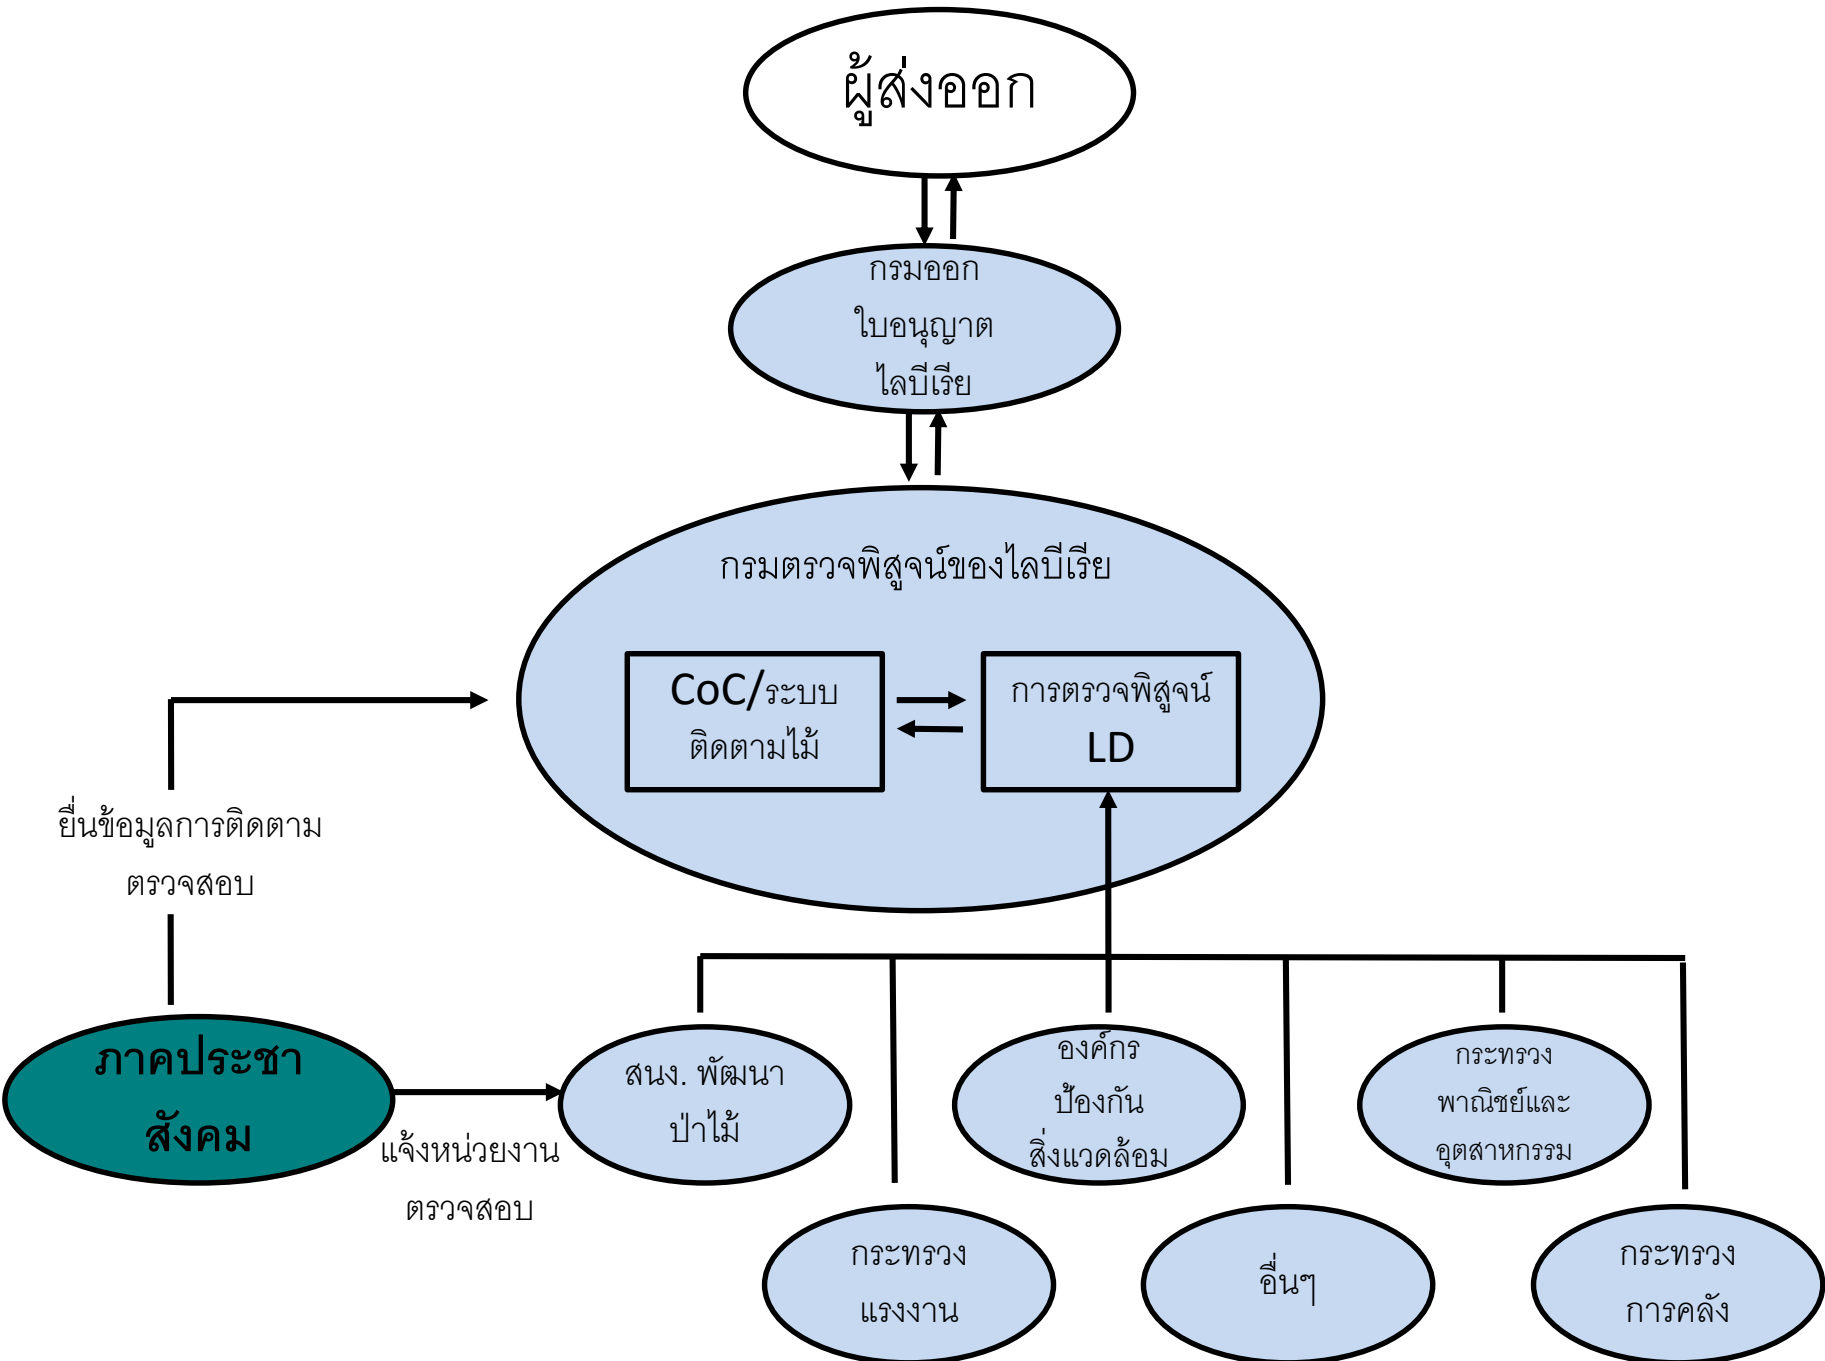 ผู้ส่งออก
กรมออก
ใบอนุญาต
ไลบีเรีย
กรมตรวจพิสูจน์ของไลบีเรีย
CoC/ระบบ
ติดตามไม้
การตรวจพิสูจน์
LD
ยื่นข้อมูลการติดตาม
ตรวจสอบ
ภาคประชา
สังคม
แจ้งหน่วยงาน
ตรวจสอบ
สนง. พัฒนา
ป่าไม้
องค์กร
ป้องกัน
สิ่งแวดล้อม
กระทรวง
พาณิชย์และ
อุตสาหกรรม
กระทรวง
แรงงาน
อื่นๆ
กระทรวง
การคลัง